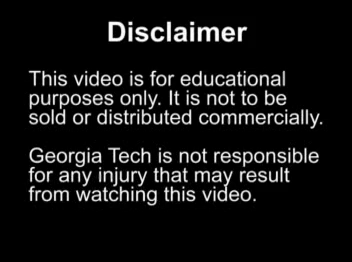 Disclaimer
This video is for educational
purposes only. It is not to be
sold or distributed commercially.
Georgia Tech is not responsible
for any injury that may result
from watching this video.